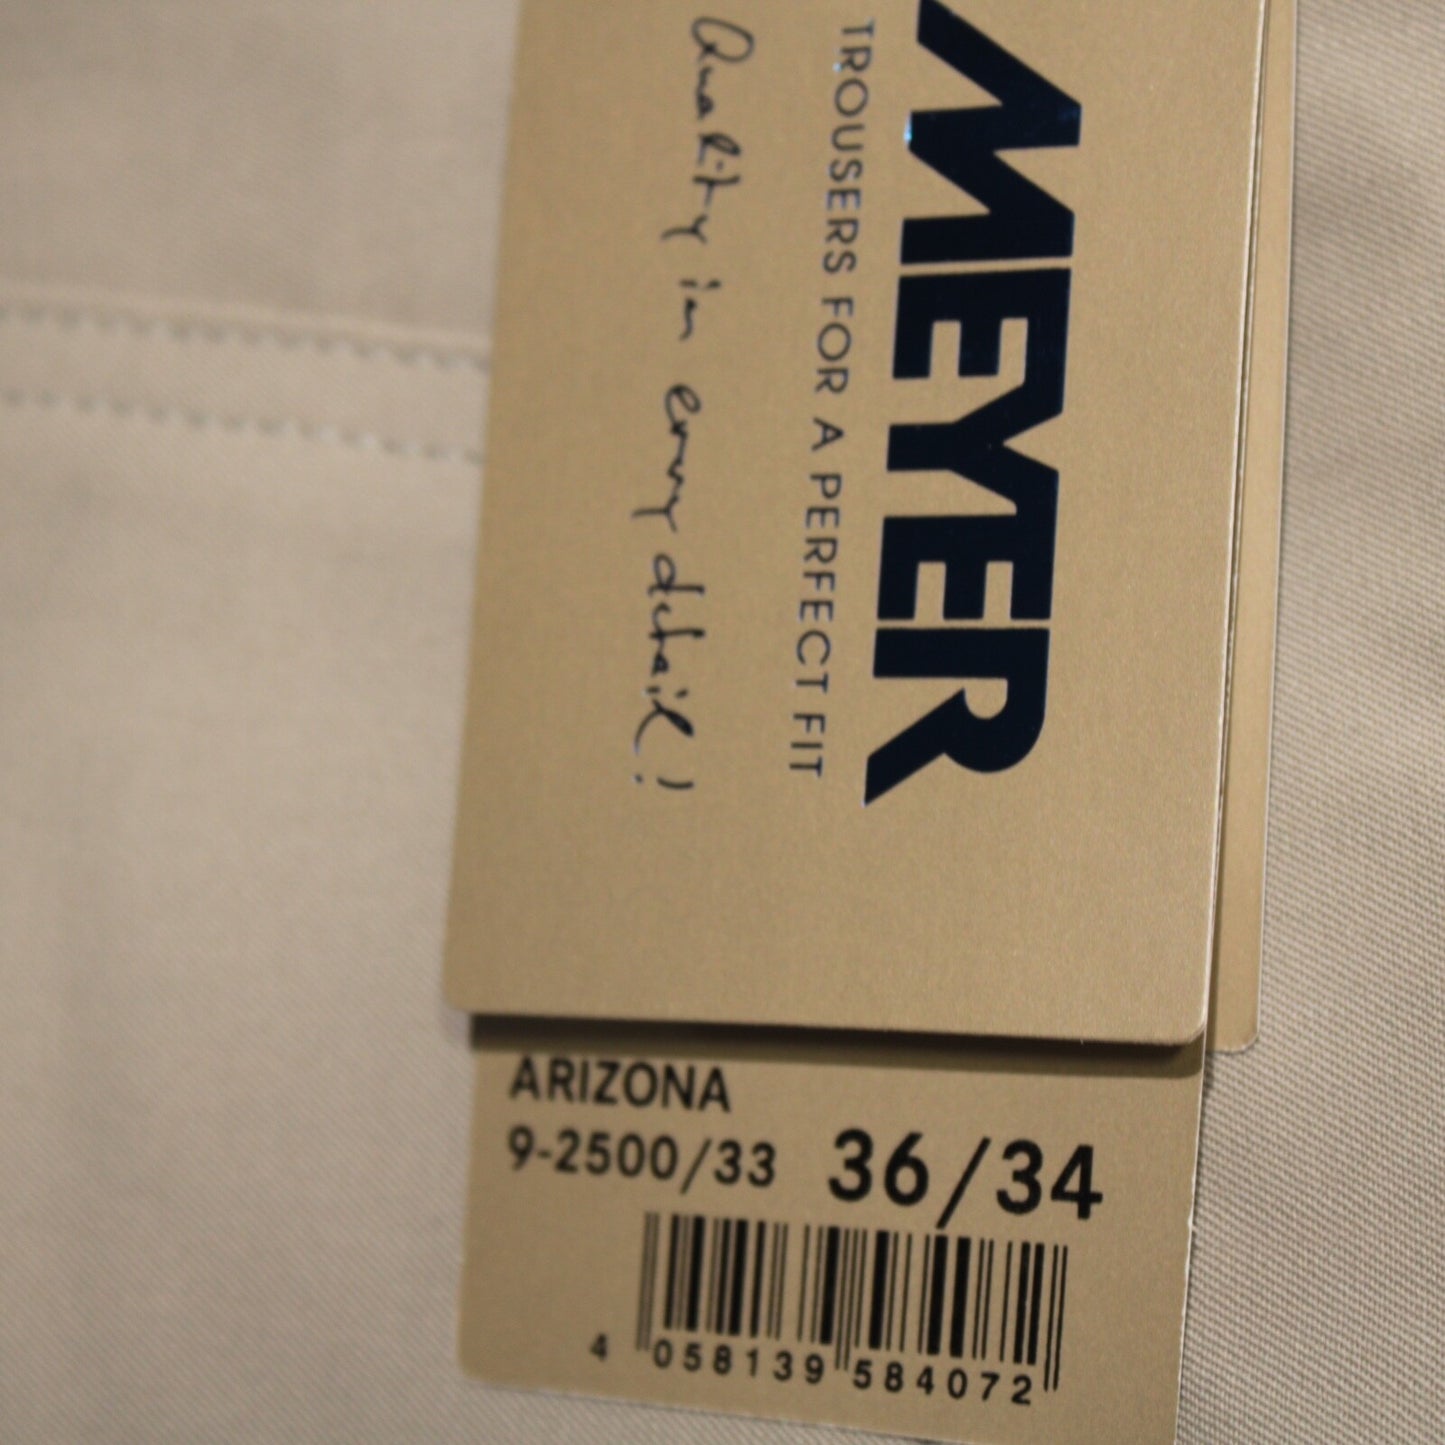 MEYER
TROUSERS FOR A PERFECT FIT
Quality in every detail!
ARIZONA
9-2500/33 36/34
4 058139 584072